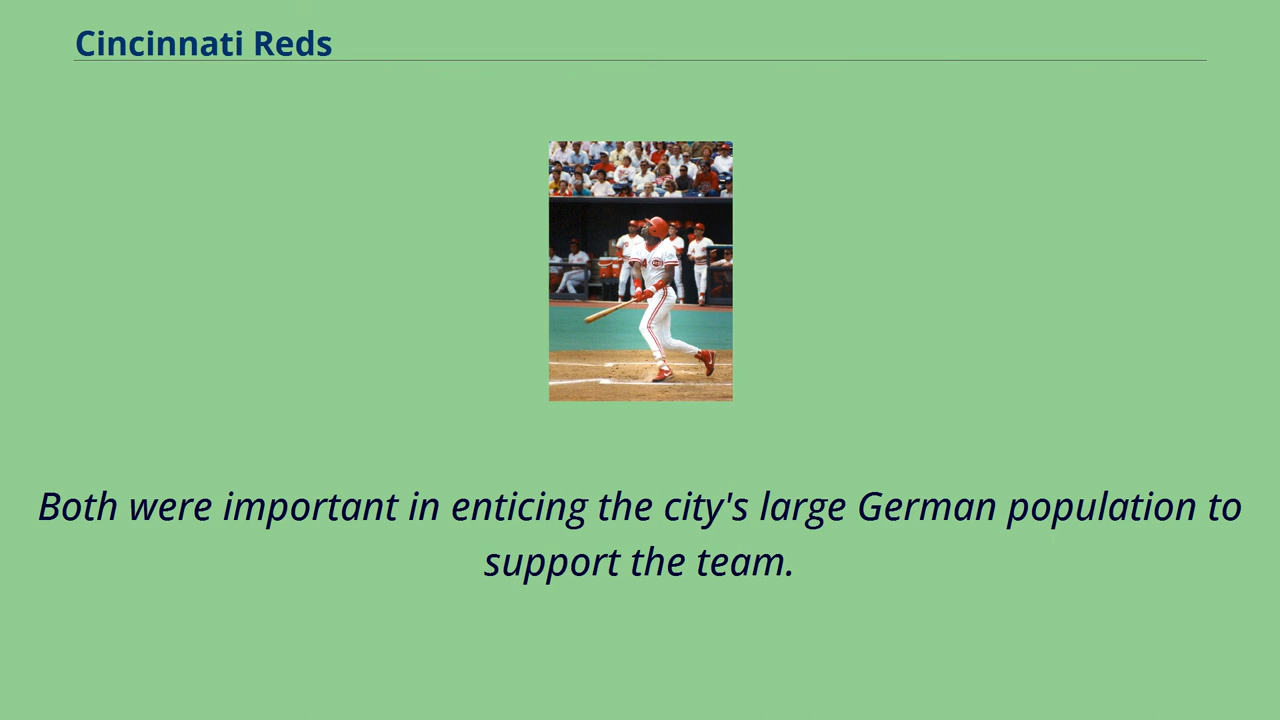 Cincinnati Reds
Both were important in enticing the city's large German population to
support the team.